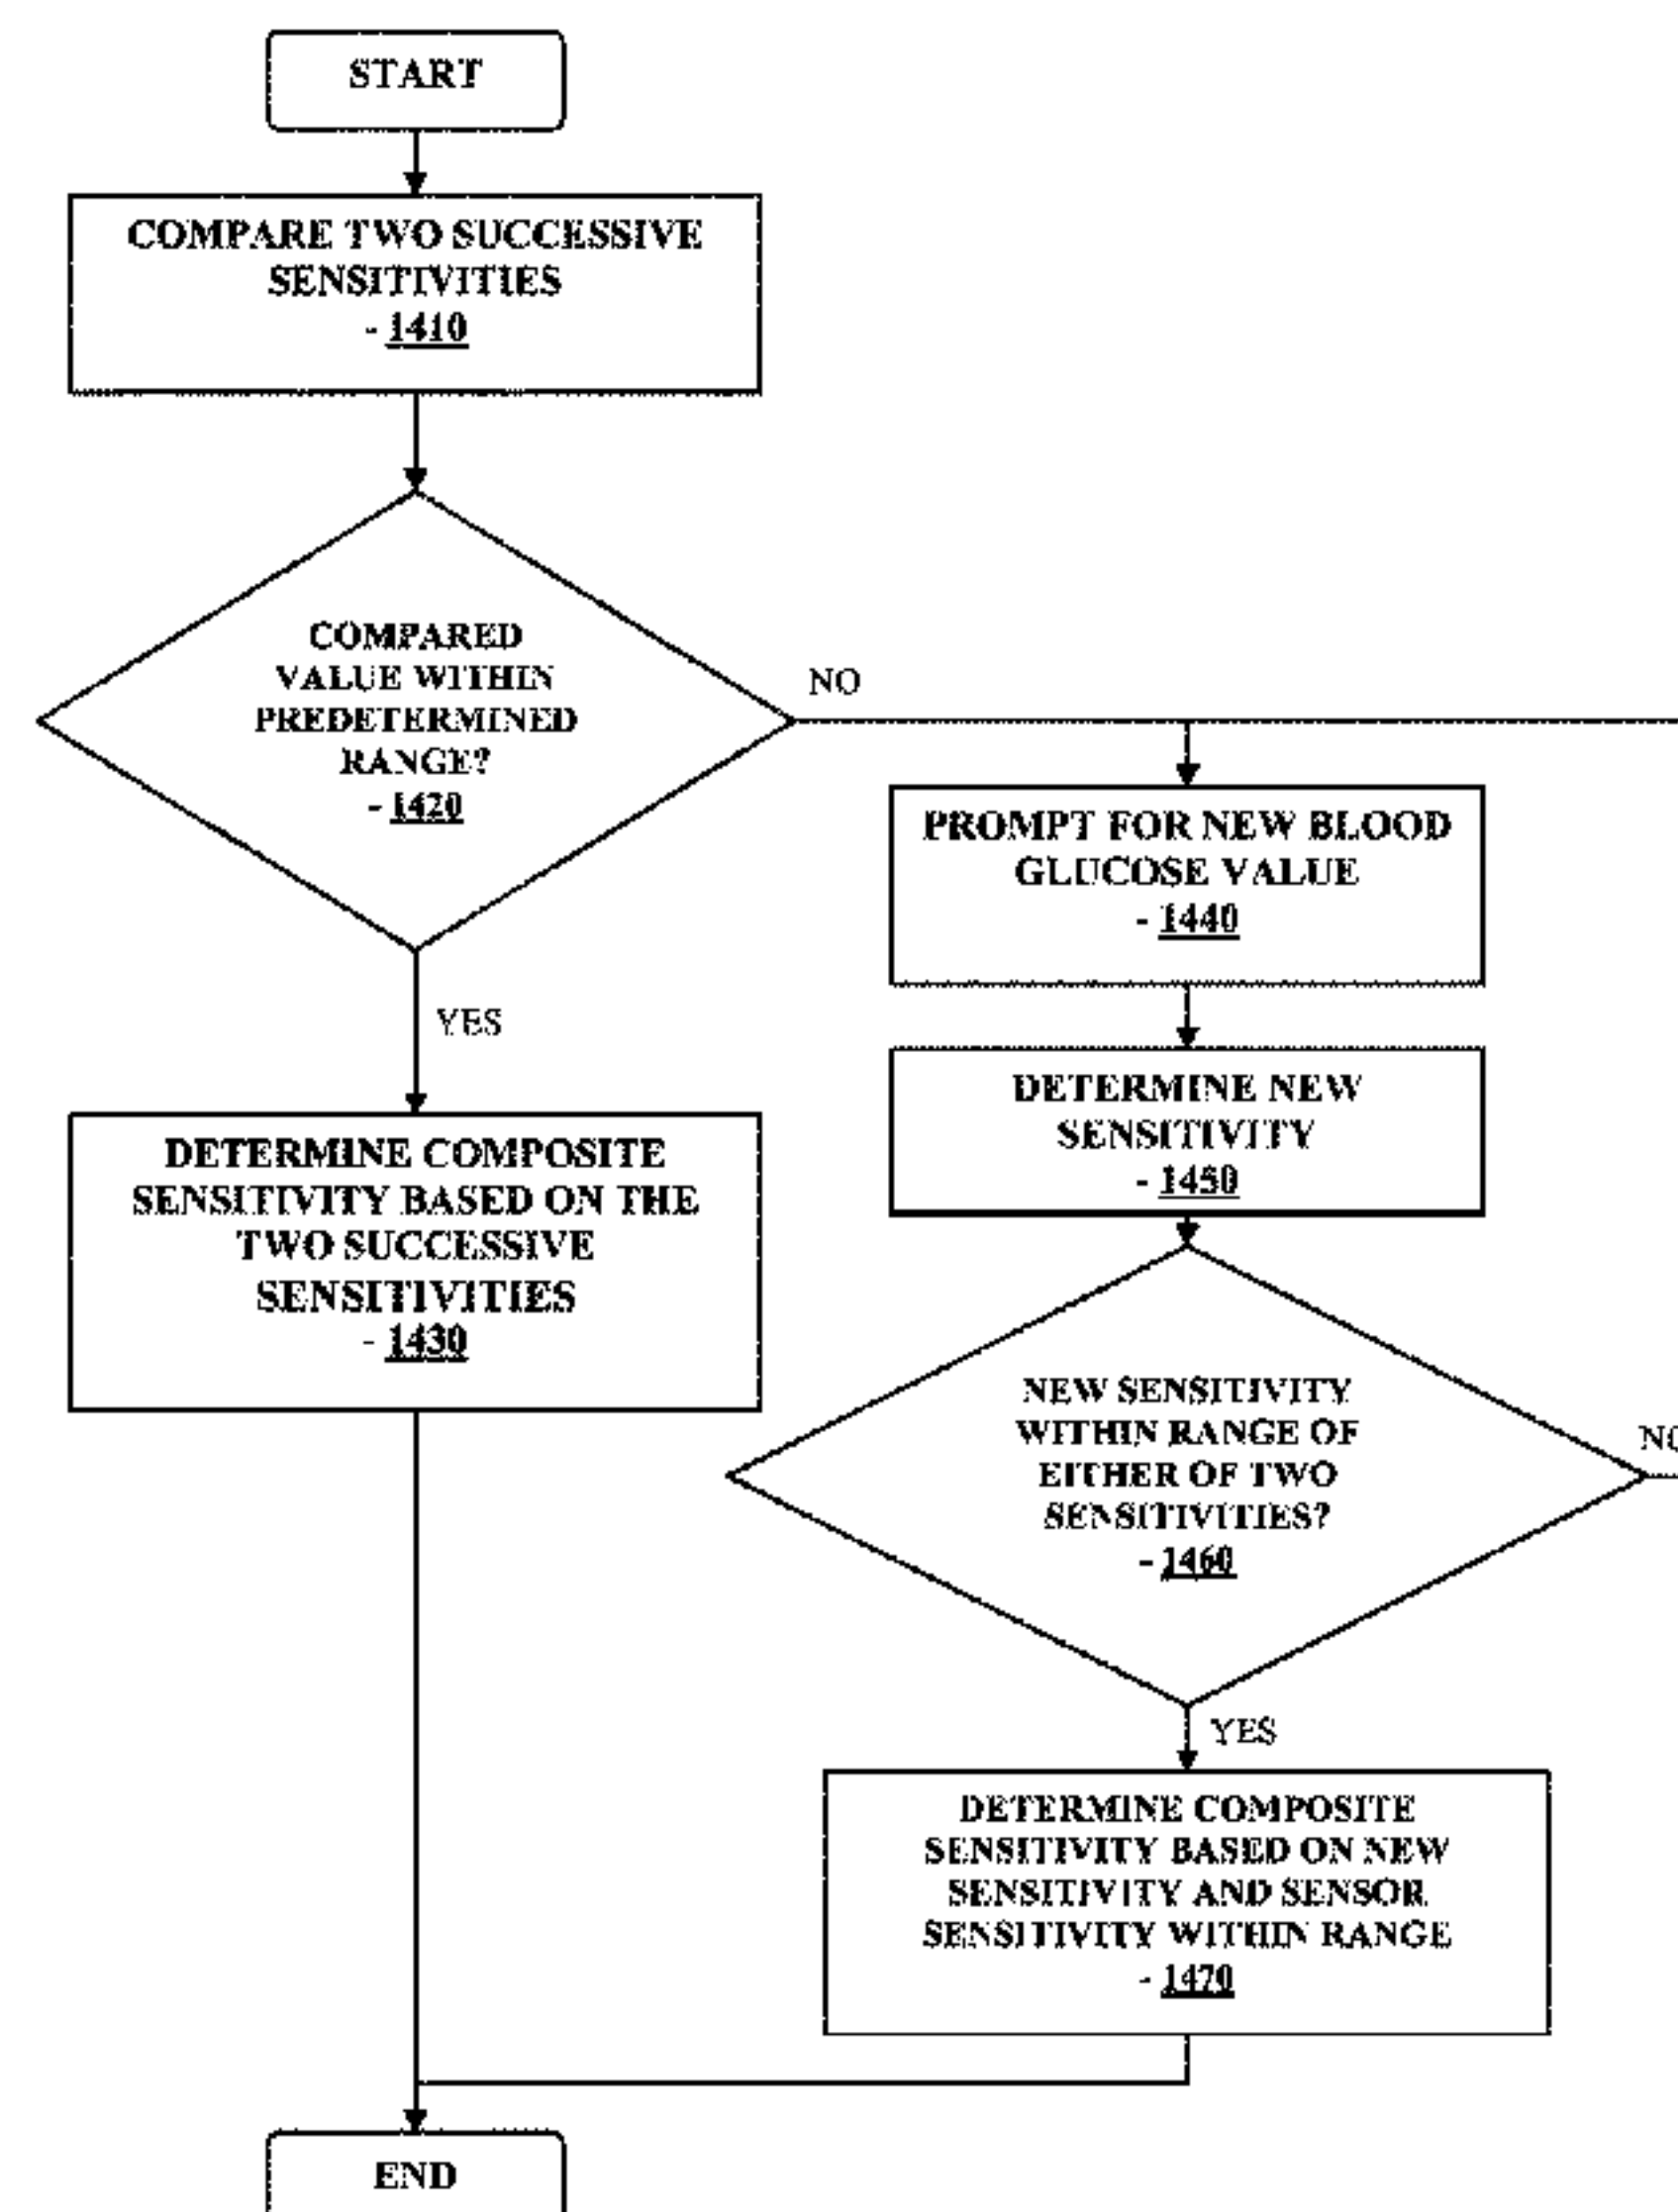 START
COMPARE TWO SUCCESSIVE
SENSITIVITIES
- 1410
COMPARED
VALUE WITHIN
PREDETERMINED
RANGE?
- 1420
NO
YES
DETERMINE COMPOSITE
SENSITIVITY BASED ON THE
TWO SUCCESSIVE
SENSITIVITIES
- 1430
PROMPT FOR NEW BLOOD
GLUCOSE VALUE
- 1440
DETERMINE NEW
SENSITIVITY
- 1450
NEW SENSITIVITY
WITHIN RANGE OF
EITHER OF TWO
SENSITIVITIES?
- 1460
NO
YES
DETERMINE COMPOSITE
SENSITIVITY BASED ON NEW
SENSITIVITY AND SENSOR
SENSITIVITY WITHIN RANGE
- 1470
END